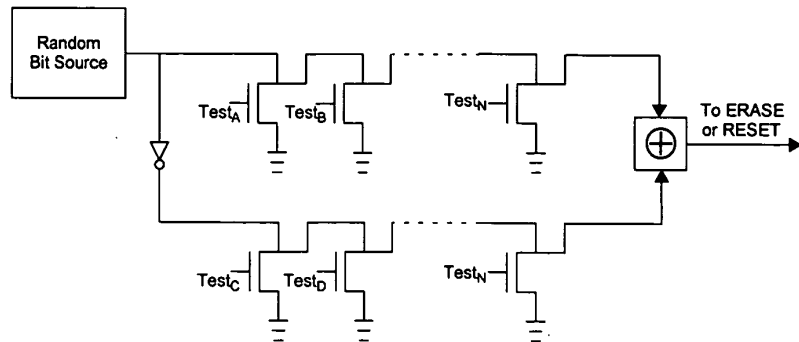 Random
Bit Source
Test_A
Test_B
Test_N
To ERASE
or RESET
Test_C
Test_D
Test_N